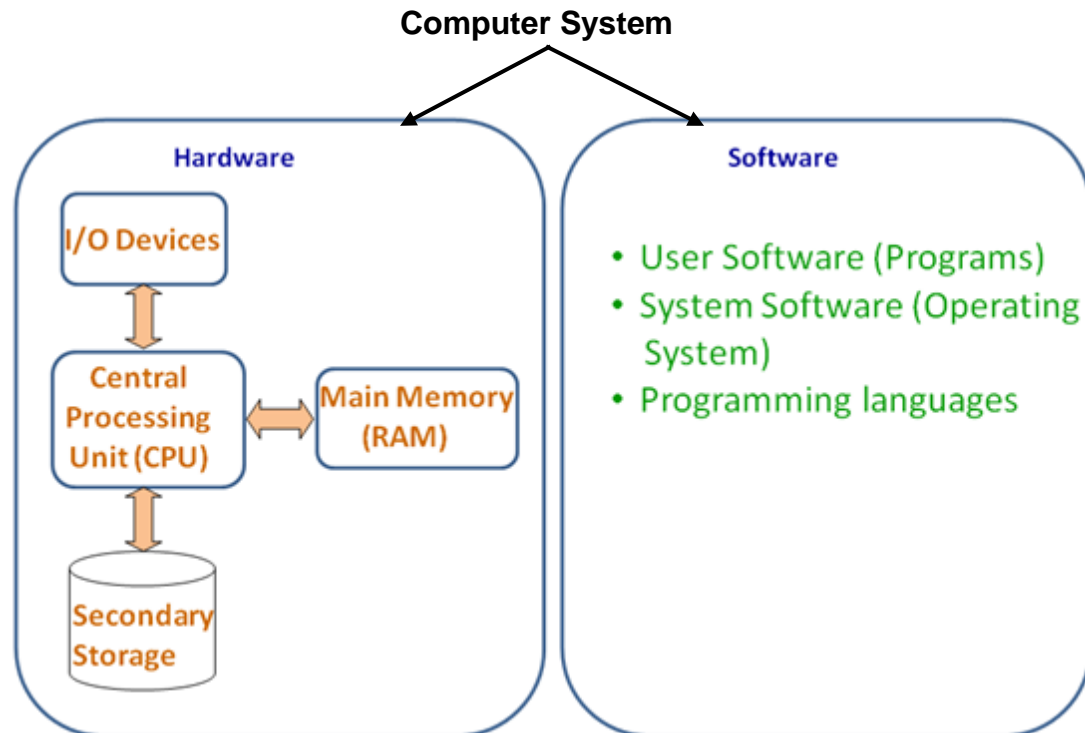 Computer System
Hardware
I/O Devices
Central
Processing
Unit (CPU)
Main Memory
(RAM)
Secondary
Storage
Software
• User Software (Programs)
• System Software (Operating
System)
• Programming languages